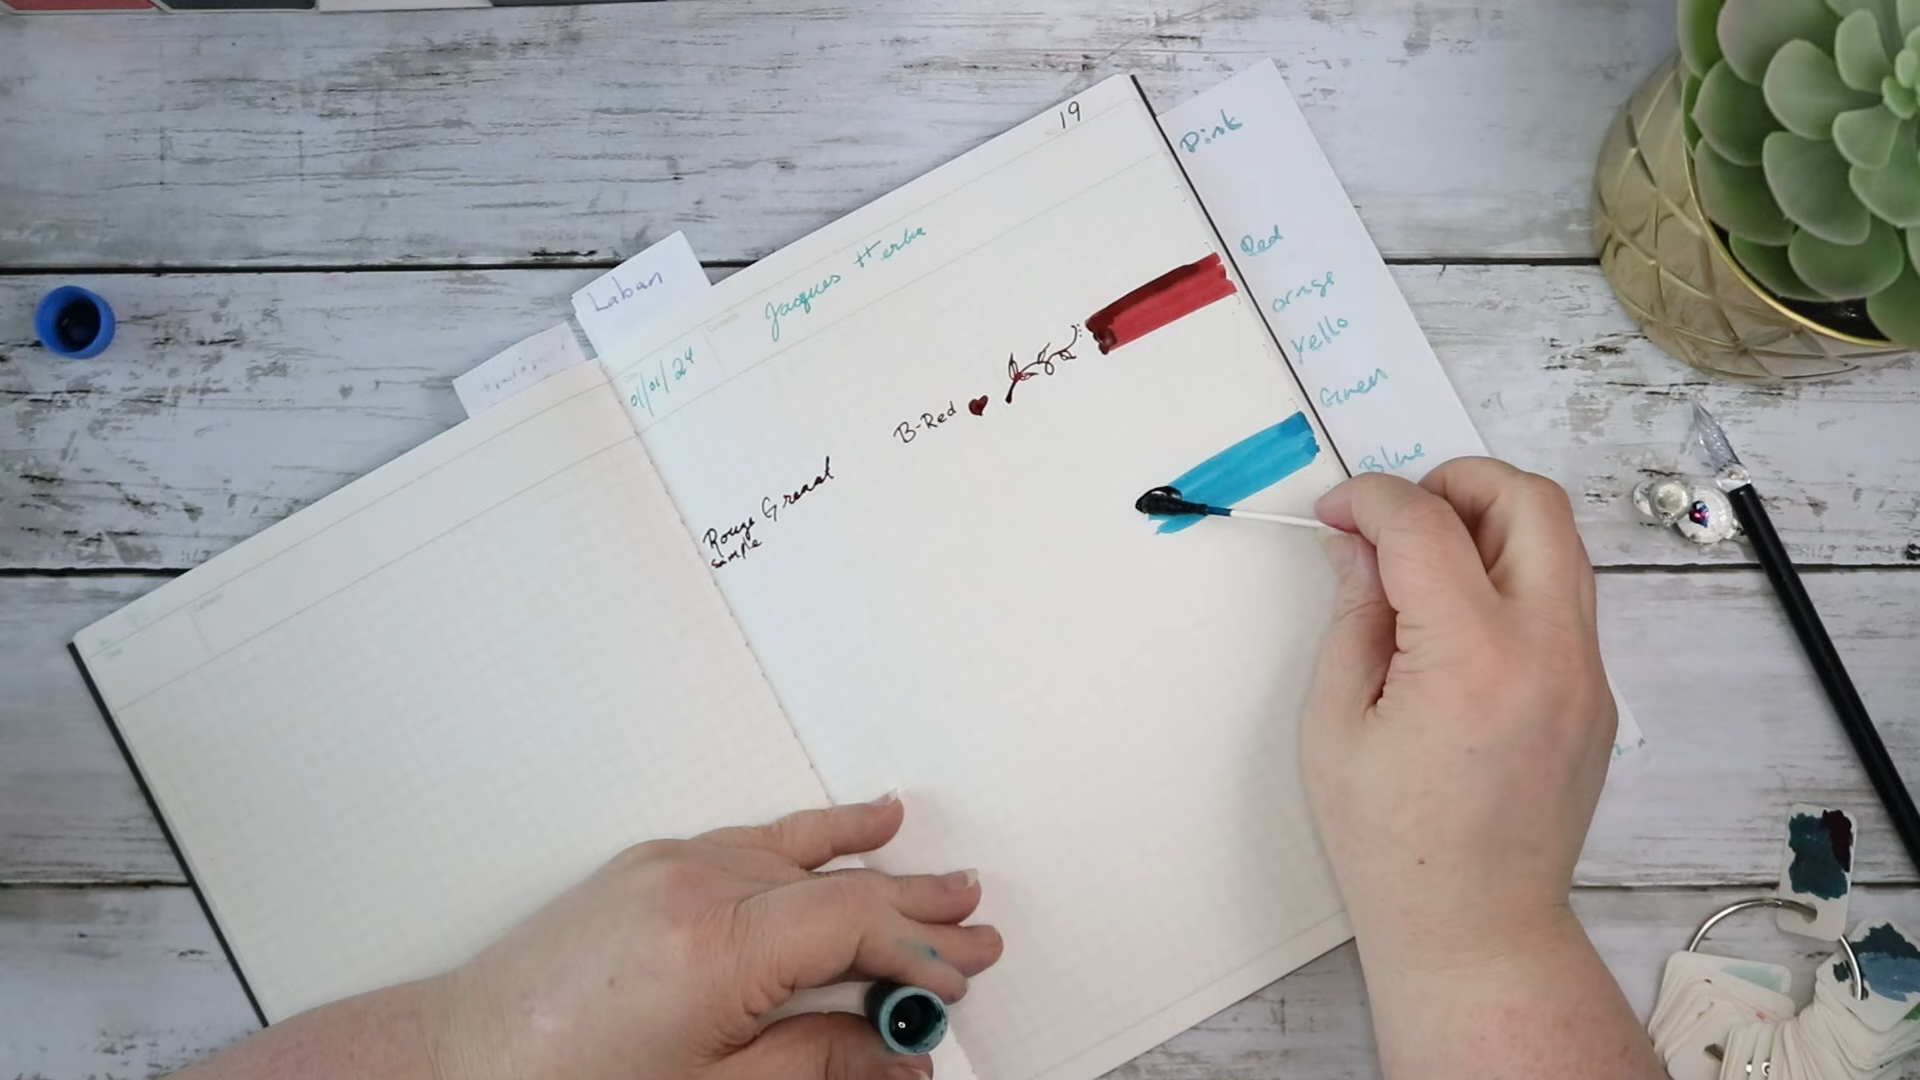 19
Jacques Herbin
01/01/24
Laban
B-Red
Rouge Grenat
sample
Pink
Red
orange
Yello
Green
Blue